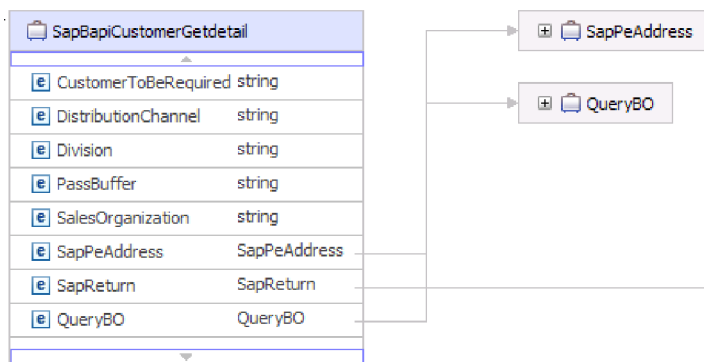 SapBapiCustomerGetdetail
CustomerToBeRequired string
DistributionChannel string
Division string
PassBuffer string
SalesOrganization string
SapPeAddress SapPeAddress
SapReturn SapReturn
QueryBO QueryBO
SapPeAddress
QueryBO